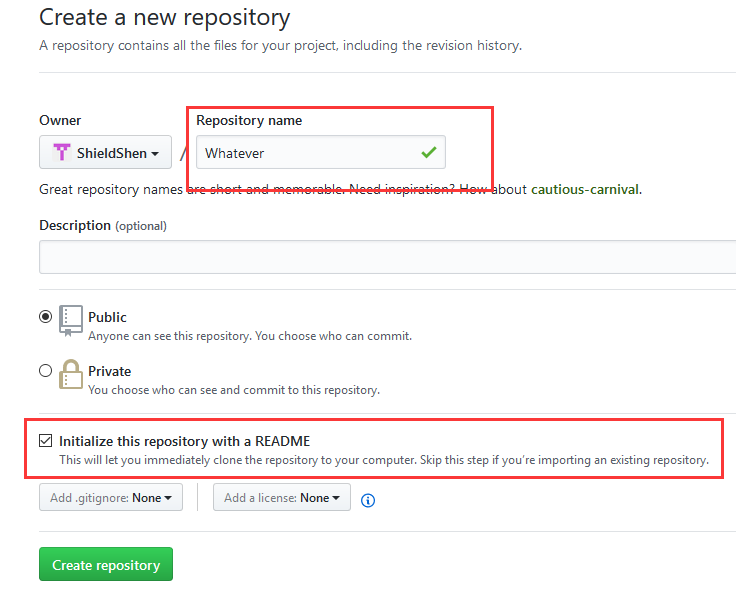 Create a new repository
A repository contains all the files for your project, including the revision history.
Owner
Repository name
ShieldShen
/
Whatever
Great repository names are short and memorable. Need inspiration? How about cautious-carnival.
Description (optional)
Public
Anyone can see this repository. You choose who can commit.
Private
You choose who can see and commit to this repository.
Initialize this repository with a README
This will let you immediately clone the repository to your computer. Skip this step if you're importing an existing repository.
Add .gitignore: None
Add a license: None
Create repository